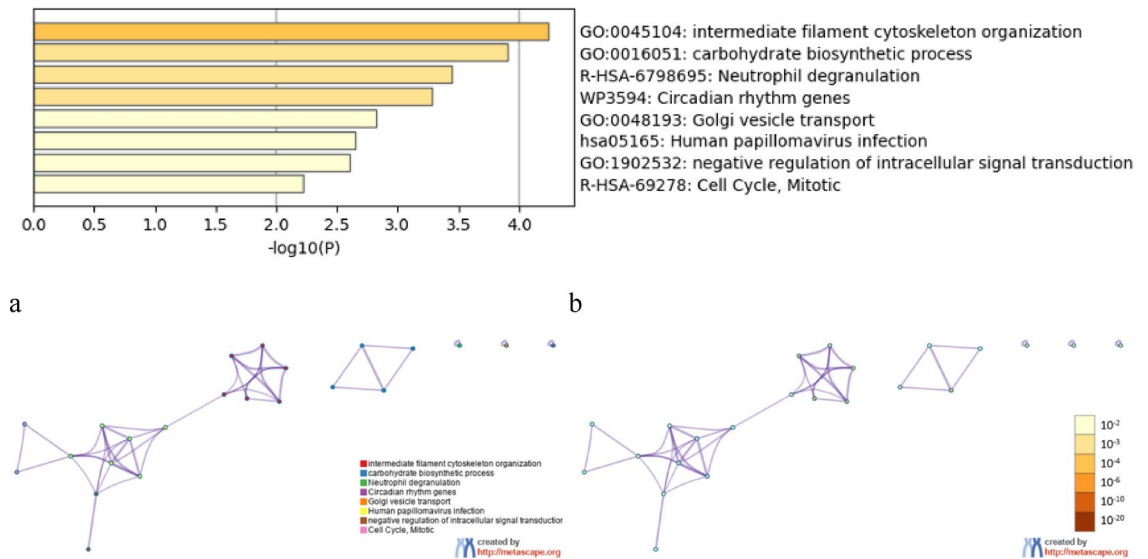 GO:0045104: intermediate filament cytoskeleton organization
GO:0016051: carbohydrate biosynthetic process
R-HSA-6798695: Neutrophil degranulation
WP3594: Circadian rhythm genes
GO:0048193: Golgi vesicle transport
hsa05165: Human papillomavirus infection
GO:1902532: negative regulation of intracellular signal transduction
R-HSA-69278: Cell Cycle, Mitotic
0.0 0.5 1.0 1.5 2.0 2.5 3.0 3.5 4.0
-log10(P)
a
b
intermediate filament cytoskeleton organization
carbohydrate biosynthetic process
Neutrophil degranulation
Circadian rhythm genes
Golgi vesicle transport
Human papillomavirus infection
negative regulation of intracellular signal transduction
Cell Cycle, Mitotic
created by
http://metascape.org
10-2
10-3
10-4
10-6
10-10
10-20
created by
http://metascape.org